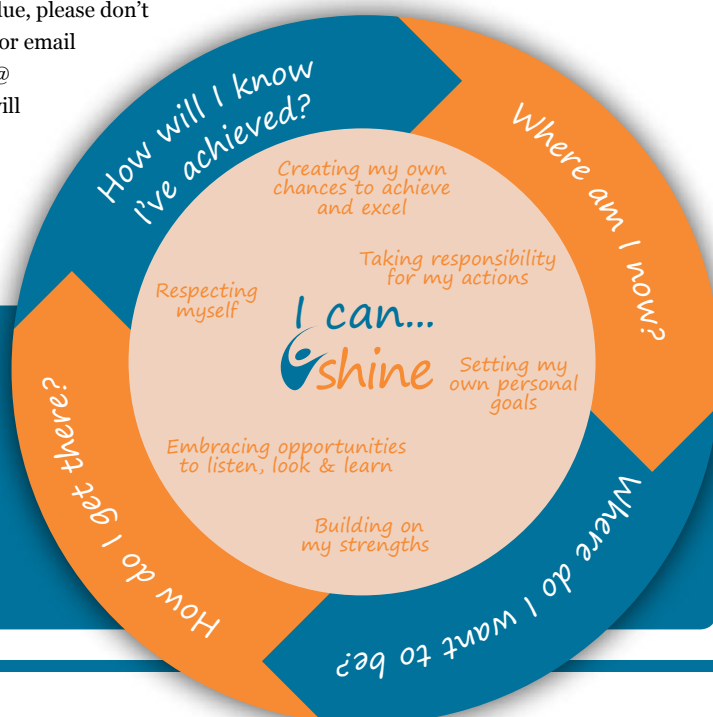 lue, please don't
or email
@
will
How will I know
I've achieved?
Where am I now?
Where do I want to be?
How do I get there?
Creating my own
chances to achieve
and excel
Taking responsibility
for my actions
Respecting
myself
I can...
shine
Setting my
own personal
goals
Embracing opportunities
to listen, look & learn
Building on
my strengths